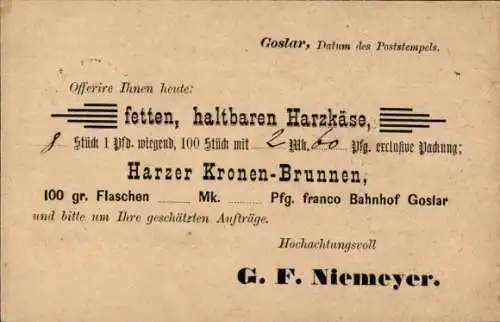 Goslar, Datum des Poststempels.
Offerire Ihnen heute:
fetten, haltbaren Harzkäse,
8 Stück 1 Pfd. wiegend, 100 Stück mit 2 Mk. 60 Pfg. exclusive Packung;
Harzer Kronen-Brunnen,
100 gr. Flaschen ........ Mk. ........ Pfg. franco Bahnhof Goslar
und bitte um Ihre geschätzten Aufträge.
Hochachtungsvoll
G. F. Niemeyer.